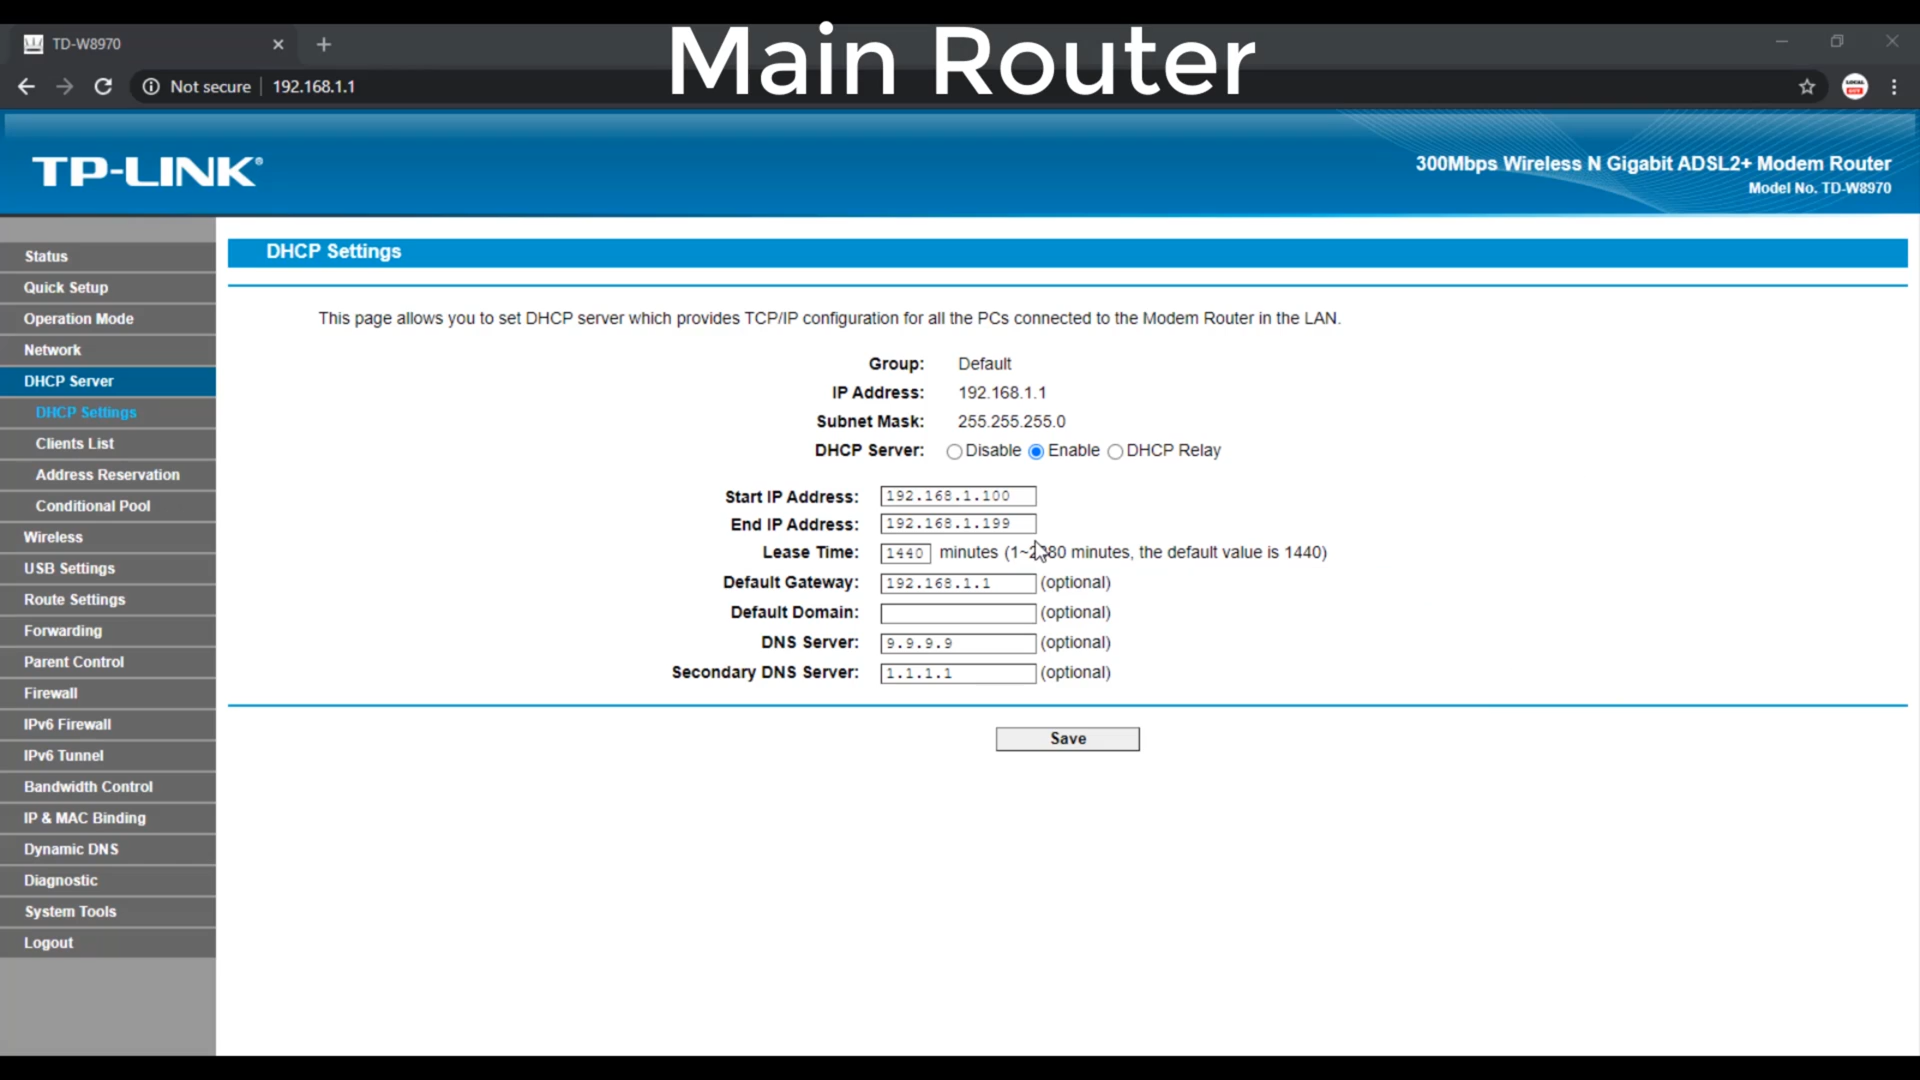 Main Router
TD-W8970
Not secure 192.168.1.1
TP-LINK®
300Mbps Wireless N Gigabit ADSL2+ Modem Router
Model No. TD-W8970
Status
Quick Setup
Operation Mode
Network
DHCP Server
DHCP Settings
Clients List
Address Reservation
Conditional Pool
Wireless
USB Settings
Route Settings
Forwarding
Parent Control
Firewall
IPv6 Firewall
IPv6 Tunnel
Bandwidth Control
IP & MAC Binding
Dynamic DNS
Diagnostic
System Tools
Logout
DHCP Settings
This page allows you to set DHCP server which provides TCP/IP configuration for all the PCs connected to the Modem Router in the LAN.
Group: Default
IP Address: 192.168.1.1
Subnet Mask: 255.255.255.0
DHCP Server: Disable Enable DHCP Relay
Start IP Address: 192.168.1.100
End IP Address: 192.168.1.199
Lease Time: 1440 minutes minutes, the default value is 1440)
Default Gateway: 192.168.1.1 (optional)
Default Domain: (optional)
DNS Server: 9.9.9.9 (optional)
Secondary DNS Server: 1.1.1.1 (optional)
Save